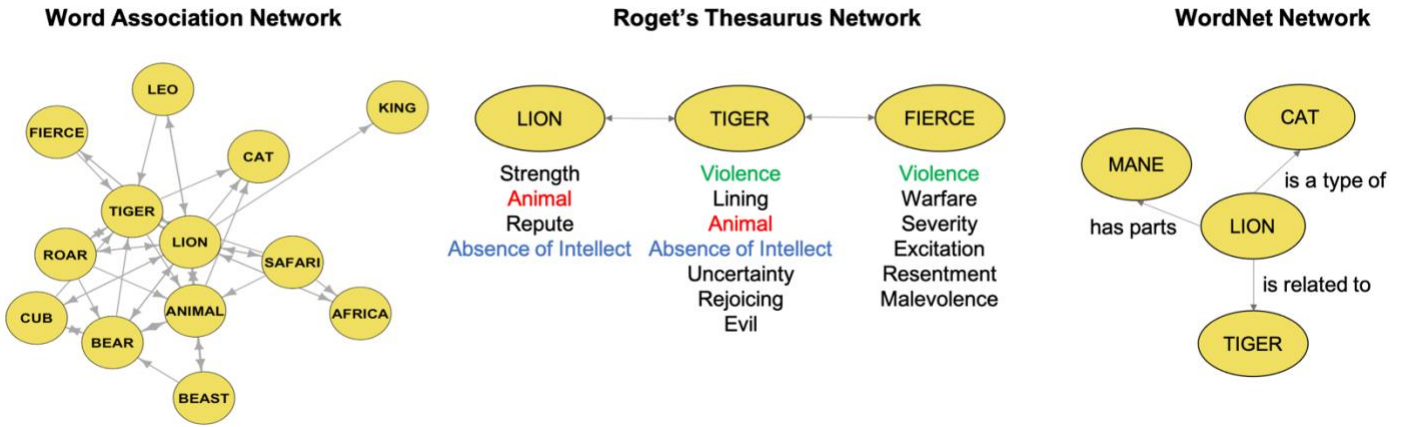 Word Association Network
LEO
KING
FIERCE
CAT
TIGER
LION
ROAR
SAFARI
CUB
ANIMAL
AFRICA
BEAR
BEAST
Roget’s Thesaurus Network
LION
TIGER
FIERCE
Strength
Animal
Repute
Absence of Intellect
Violence
Lining
Animal
Absence of Intellect
Uncertainty
Rejoicing
Evil
Violence
Warfare
Severity
Excitation
Resentment
Malevolence
WordNet Network
CAT
MANE
is a type of
has parts
LION
is related to
TIGER